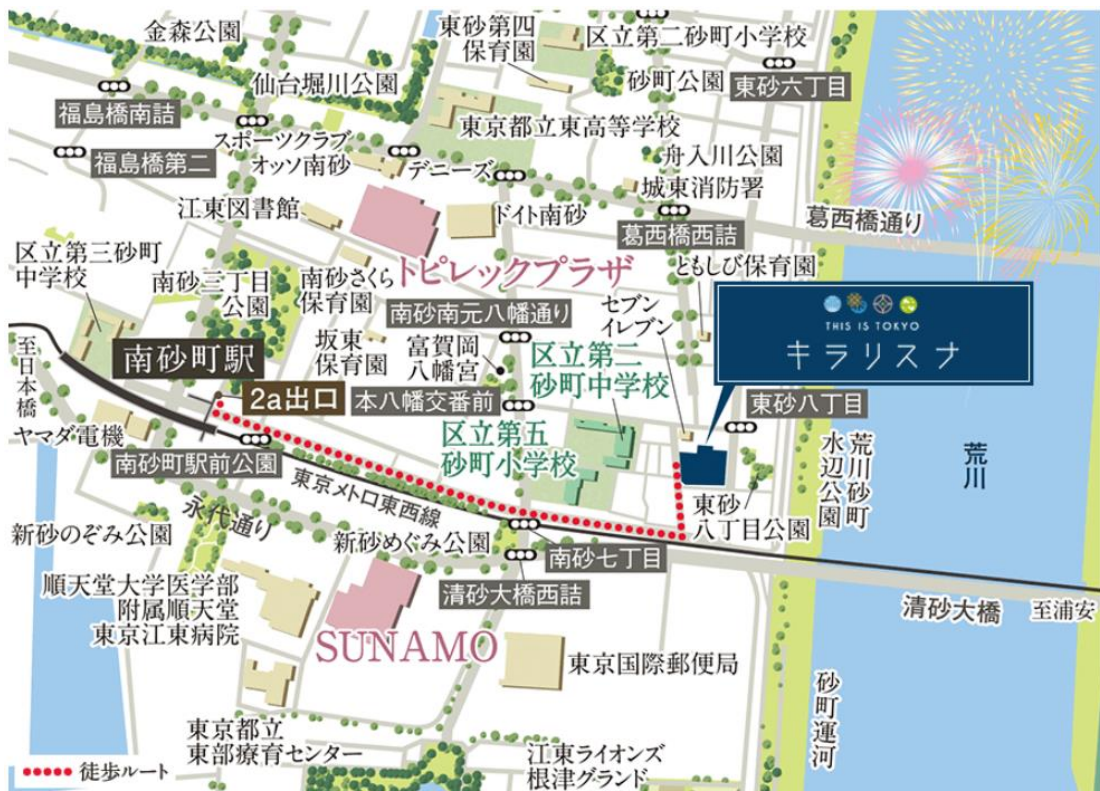 金森公園
東砂第四
保育園
区立第二砂町小学校
仙台堀川公園
砂町公園
東砂六丁目
福島橋南詰
スポーツクラブ
オッソ南砂
東京都立東高等学校
福島橋第二
デニーズ
舟入川公園
城東消防署
江東図書館
ドイト南砂
葛西橋西詰
葛西橋通り
区立第三砂町
中学校
南砂三丁目
公園
南砂さくら
保育園
トピレックプラザ
ともしび保育園
南砂南元八幡通り
セブン
イレブン
THIS IS TOKYO
キラリスナ
至日本橋
南砂町駅
坂東
保育園
富賀岡
八幡宮
区立第二
砂町中学校
2a出口
本八幡交番前
東砂八丁目
ヤマダ電機
南砂町駅前公園
区立第五
砂町小学校
荒川砂町
水辺公園
荒川
東京メトロ東西線
東砂
八丁目公園
永代通り
新砂のぞみ公園
新砂めぐみ公園
南砂七丁目
清砂大橋西詰
順天堂大学医学部
附属順天堂
東京江東病院
清砂大橋
至浦安
SUNAMO
東京国際郵便局
砂町運河
東京都立
東部療育センター
江東ライオンズ
根津グランド
徒歩ルート